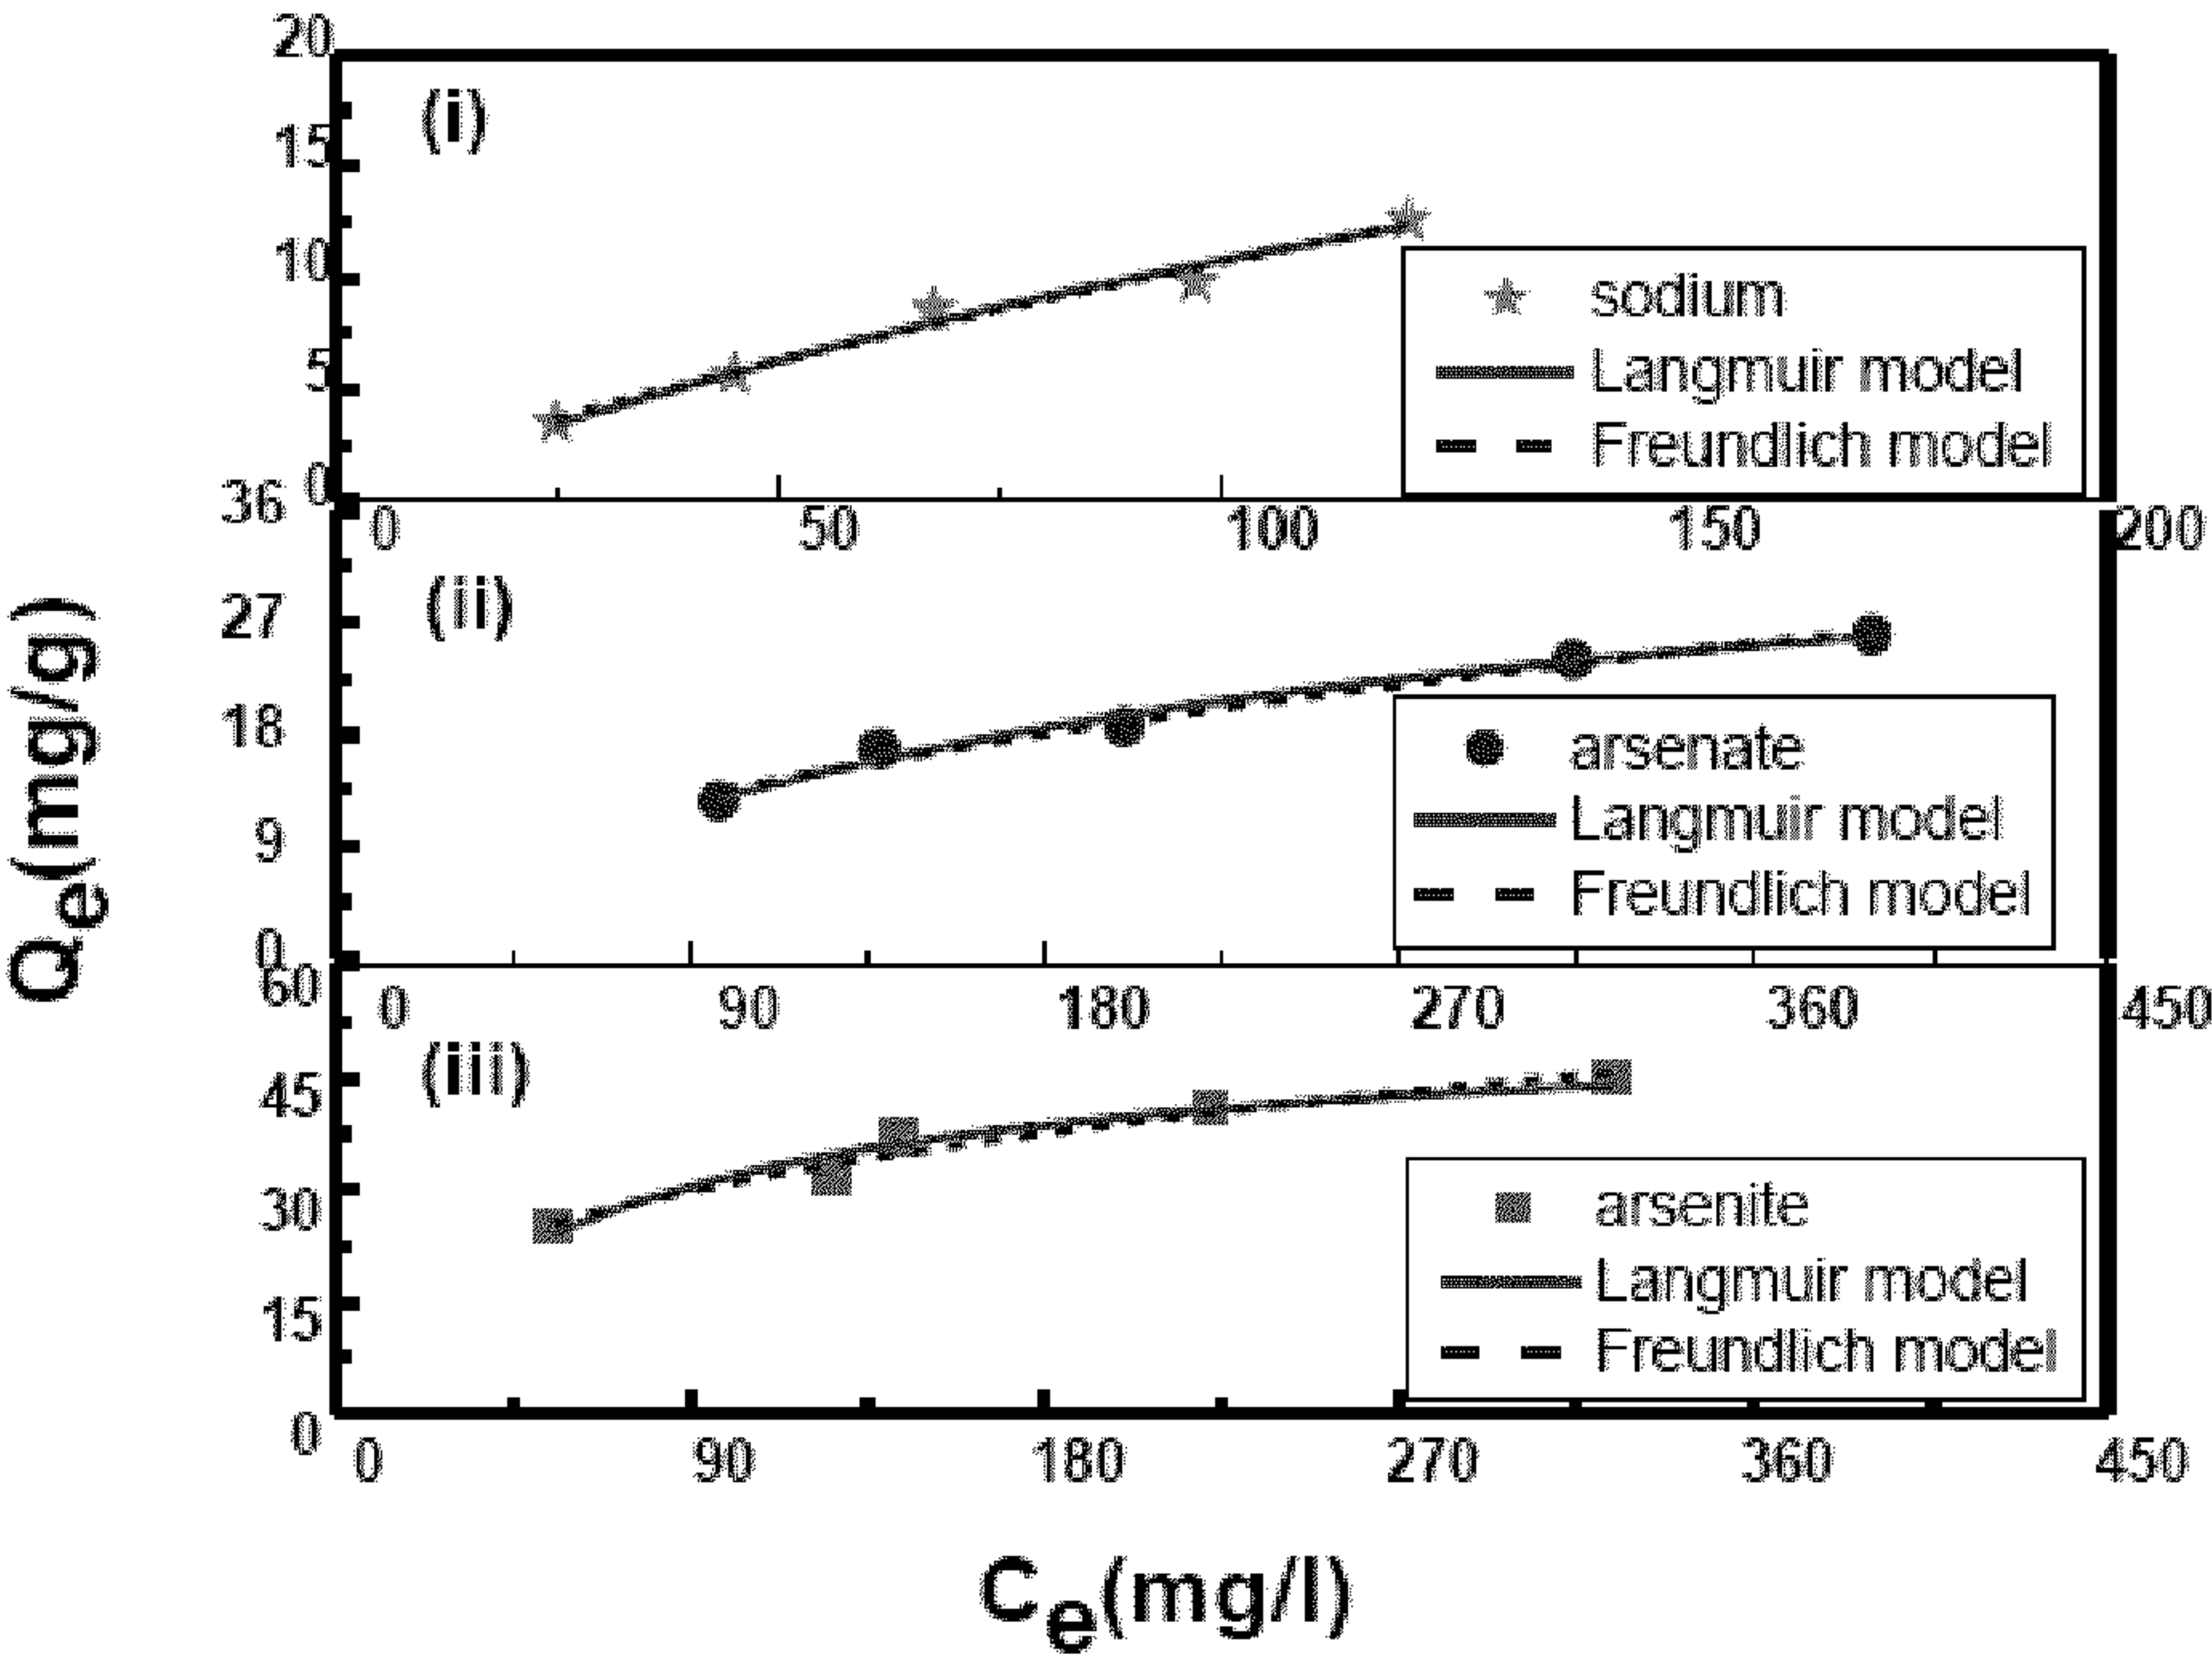 20
(i)
15
10
sodium
5
Langmuir model
Freundlich model
0
36
0 50 100 150 200
(ii)
27
18
arsenate
Langmuir model
9
Freundlich model
0
60
0 90 180 270 360 450
(iii)
45
30
arsenite
Langmuir model
15
Freundlich model
0
0 90 180 270 360 450
Qe(mg/g)
Ce(mg/l)